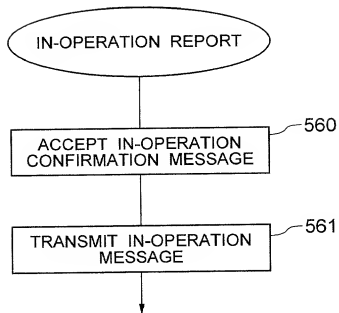 IN-OPERATION REPORT
560
ACCEPT IN-OPERATION
CONFIRMATION MESSAGE
561
TRANSMIT IN-OPERATION
MESSAGE